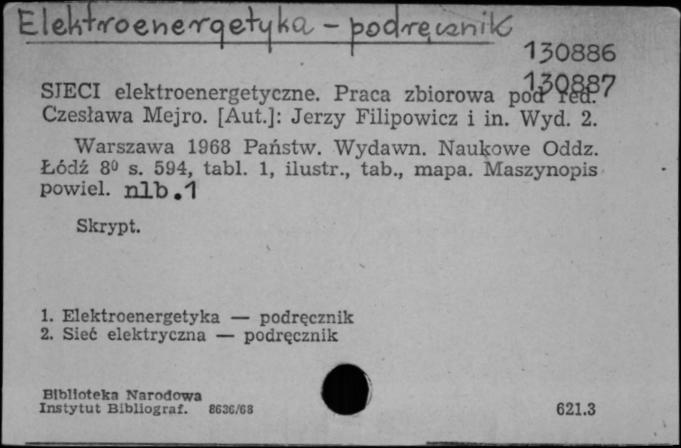 Elektroenergetyka - podręcznik
130886
130887
SIECI elektroenergetyczne. Praca zbiorowa pod red.
Czesława Mejro. [Aut.]: Jerzy Filipowicz i in. Wyd. 2.
Warszawa 1968 Państw. Wydawn. Naukowe Oddz.
Łódź 8⁰ s. 594, tabl. 1, ilustr., tab., mapa. Maszynopis
powiel. nlb.1
Skrypt.
1. Elektroenergetyka — podręcznik
2. Sieć elektryczna — podręcznik
Biblioteka Narodowa
Instytut Bibliograf. 8636/68
621.3